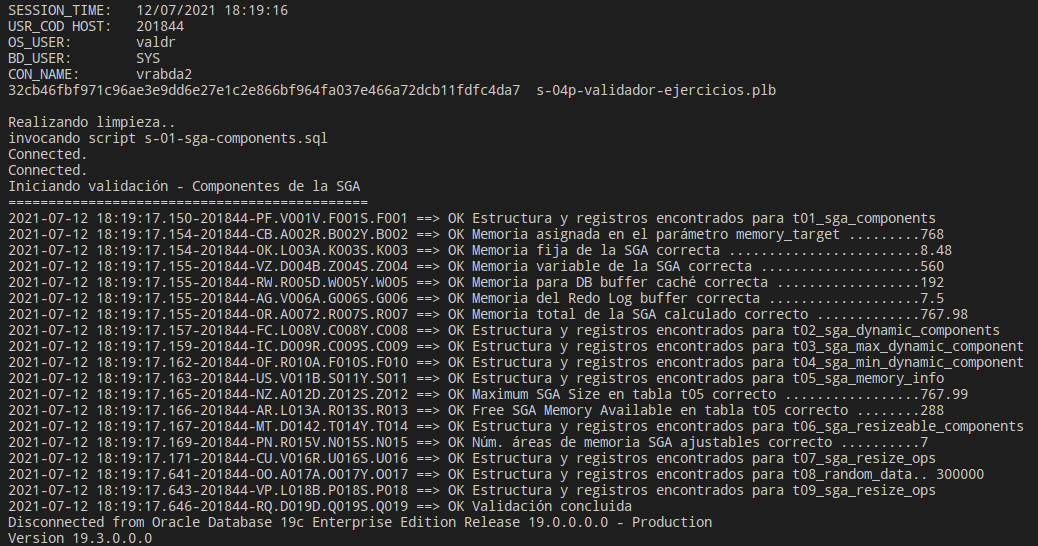 SESSION_TIME:   12/07/2021 18:19:16
USR_COD HOST:   201844
OS_USER:        valdr
BD_USER:        SYS
CON_NAME:       vrabda2
32cb46fbf971c96ae3e9dd6e27e1c2e866bf964fa037e466a72dcb11fdfc4da7  s-04p-validador-ejercicios.plb

Realizando limpieza..
invocando script s-01-sga-components.sql
Connected.
Connected.
Iniciando validación - Componentes de la SGA
=============================================
2021-07-12 18:19:17.150-201844-PF.V001V.F001S.F001 ==> OK Estructura y registros encontrados para t01_sga_components
2021-07-12 18:19:17.154-201844-CB.A002R.B002Y.B002 ==> OK Memoria asignada en el parámetro memory_target .........768
2021-07-12 18:19:17.154-201844-0K.L003A.K003S.K003 ==> OK Memoria fija de la SGA correcta ........................8.48
2021-07-12 18:19:17.155-201844-VZ.D004B.Z004S.Z004 ==> OK Memoria variable de la SGA correcta ....................560
2021-07-12 18:19:17.155-201844-RW.R005D.W005Y.W005 ==> OK Memoria para DB buffer caché correcta ..................192
2021-07-12 18:19:17.155-201844-AG.V006A.G006S.G006 ==> OK Memoria del Redo Log buffer correcta ...................7.5
2021-07-12 18:19:17.155-201844-0R.A0072.R007S.R007 ==> OK Memoria total de la SGA calculado correcto .............767.98
2021-07-12 18:19:17.157-201844-FC.L008V.C008Y.C008 ==> OK Estructura y registros encontrados para t02_sga_dynamic_components
2021-07-12 18:19:17.159-201844-IC.D009R.C009S.C009 ==> OK Estructura y registros encontrados para t03_sga_max_dynamic_component
2021-07-12 18:19:17.162-201844-0F.R010A.F010S.F010 ==> OK Estructura y registros encontrados para t04_sga_min_dynamic_component
2021-07-12 18:19:17.163-201844-US.V011B.S011Y.S011 ==> OK Estructura y registros encontrados para t05_sga_memory_info
2021-07-12 18:19:17.165-201844-NZ.A012D.Z012S.Z012 ==> OK Maximum SGA Size en tabla t05 correcto .................767.99
2021-07-12 18:19:17.166-201844-AR.L013A.R013S.R013 ==> OK Free SGA Memory Available en tabla t05 correcto ........288
2021-07-12 18:19:17.167-201844-MT.D0142.T014Y.T014 ==> OK Estructura y registros encontrados para t06_sga_resizeable_components
2021-07-12 18:19:17.169-201844-PN.R015V.N015S.N015 ==> OK Núm. áreas de memoria SGA ajustables correcto ..........7
2021-07-12 18:19:17.171-201844-CU.V016R.U016S.U016 ==> OK Estructura y registros encontrados para t07_sga_resize_ops
2021-07-12 18:19:17.641-201844-OO.A017A.O017Y.O017 ==> OK Estructura y registros encontrados para t08_random_data.. 300000
2021-07-12 18:19:17.643-201844-VP.L018B.P018S.P018 ==> OK Estructura y registros encontrados para t09_sga_resize_ops
2021-07-12 18:19:17.646-201844-RQ.D019D.Q019S.Q019 ==> OK Validación concluida
Disconnected from Oracle Database 19c Enterprise Edition Release 19.0.0.0.0 - Production
Version 19.3.0.0.0